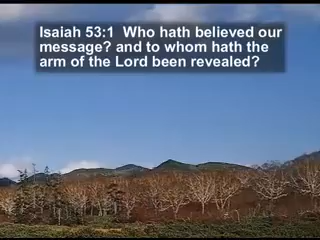 Isaiah 53:1  Who hath believed our
message? and to whom hath the
arm of the Lord been revealed?